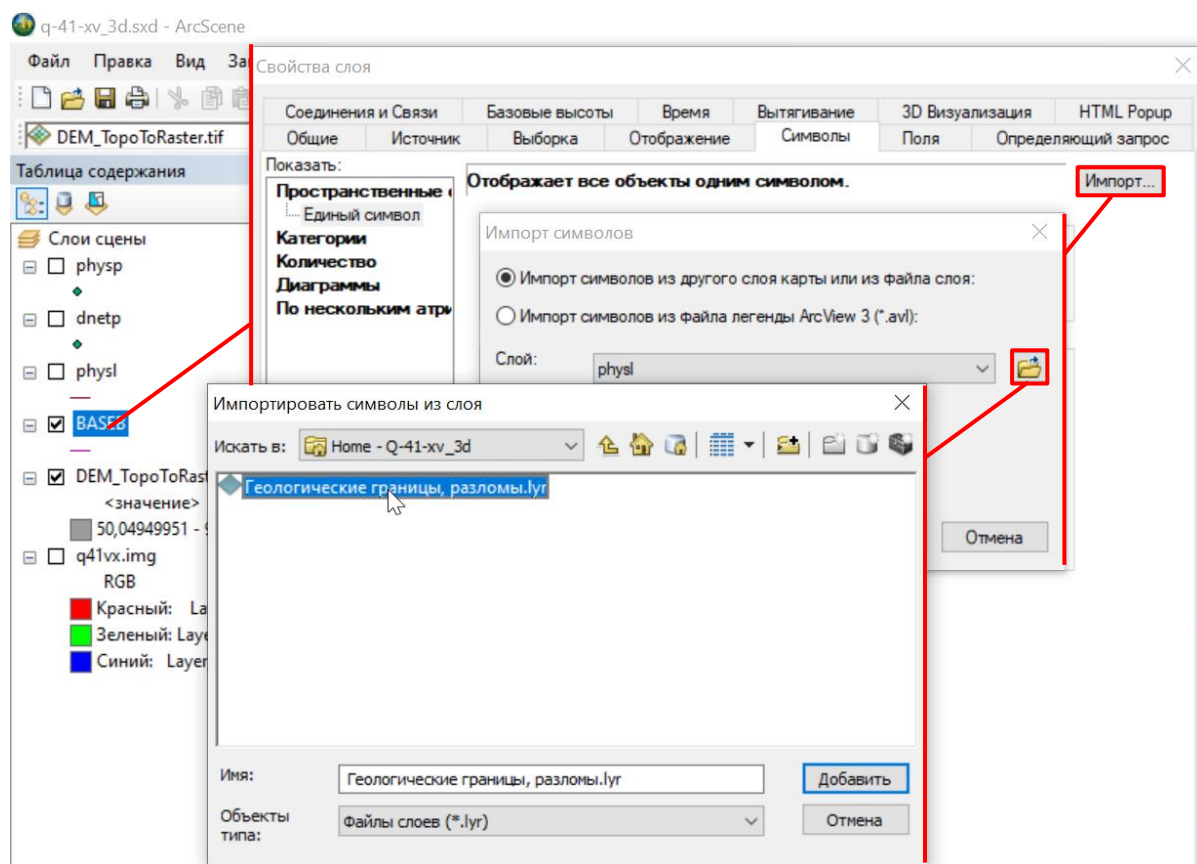 q-41-xv_3d.sxd - ArcScene
Файл Правка Вид
Свойства слоя
Соединения и Связи Базовые высоты Время Вытягивание 3D Визуализация HTML Popup
DEM_TopoToRaster.tif
Общие Источник Выборка Отображение Символы Поля Определяющий запрос
Таблица содержания
Показать:
Пространственные
Единый символ
Категории
Количество
Диаграммы
По нескольким атри
Отображает все объекты одним символом.
Импорт...
Импорт символов
Импорт символов из другого слоя карты или из файла слоя:
Импорт символов из файла легенды ArcView 3 (*.avl):
Слой: physl
Отмена
Слои сцены
physp
dnetp
physl
BASEB
DEM_TopoToRast
<значение>
50,04949951 -
q41vx.img
RGB
Красный: La
Зеленый: Laye
Синий: Layer
Импортировать символы из слоя
Искать в: Home - Q-41-xv_3d
Геологические границы, разломы.lyr
Имя: Геологические границы, разломы.lyr
Добавить
Объекты типа: Файлы слоев (*.lyr)
Отмена